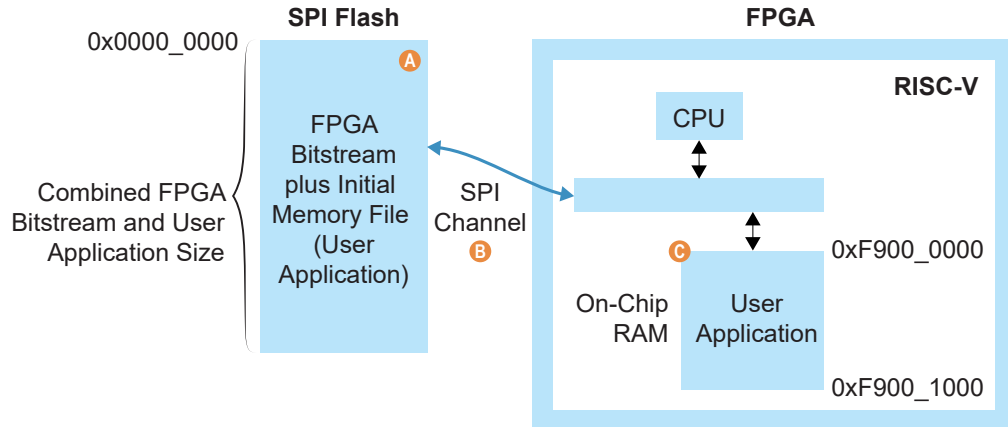 SPI Flash
FPGA
0x0000_0000
A
RISC-V
FPGA
Bitstream
plus Initial
Memory File
(User
Application)
CPU
Combined FPGA
Bitstream and User
Application Size
SPI
Channel
B
C
0xF900_0000
On-Chip
RAM
User
Application
0xF900_1000